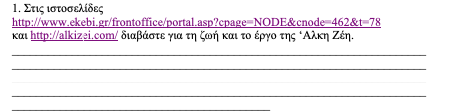 1. Στις ιστοσελίδες
http://www.ekebi.gr/frontoffice/portal.asp?cpage=NODE&cnode=462&t=78
και http://alkizei.com/ διαβάστε για τη ζωή και το έργο της ‘Αλκη Ζέη.